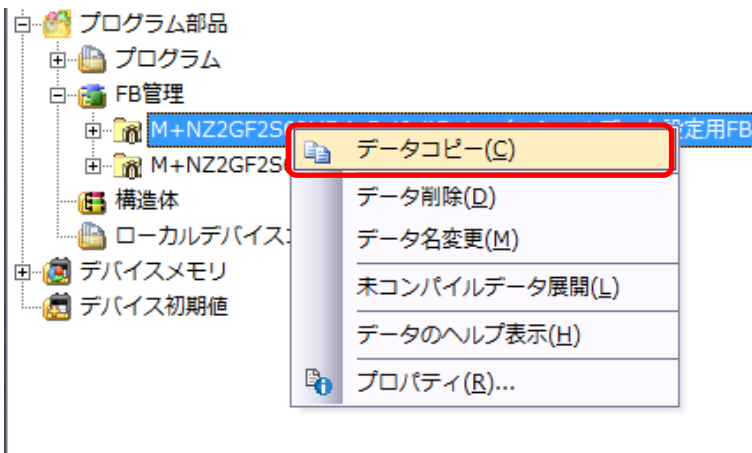 プログラム部品
プログラム
FB管理
M+NZ2GF2S 定用FB
M+NZ2GF2S
構造体
ローカルデバイス
デバイスメモリ
デバイス初期値
データコピー(C)
データ削除(D)
データ名変更(M)
未コンパイルデータ展開(L)
データのヘルプ表示(H)
プロパティ(R)...